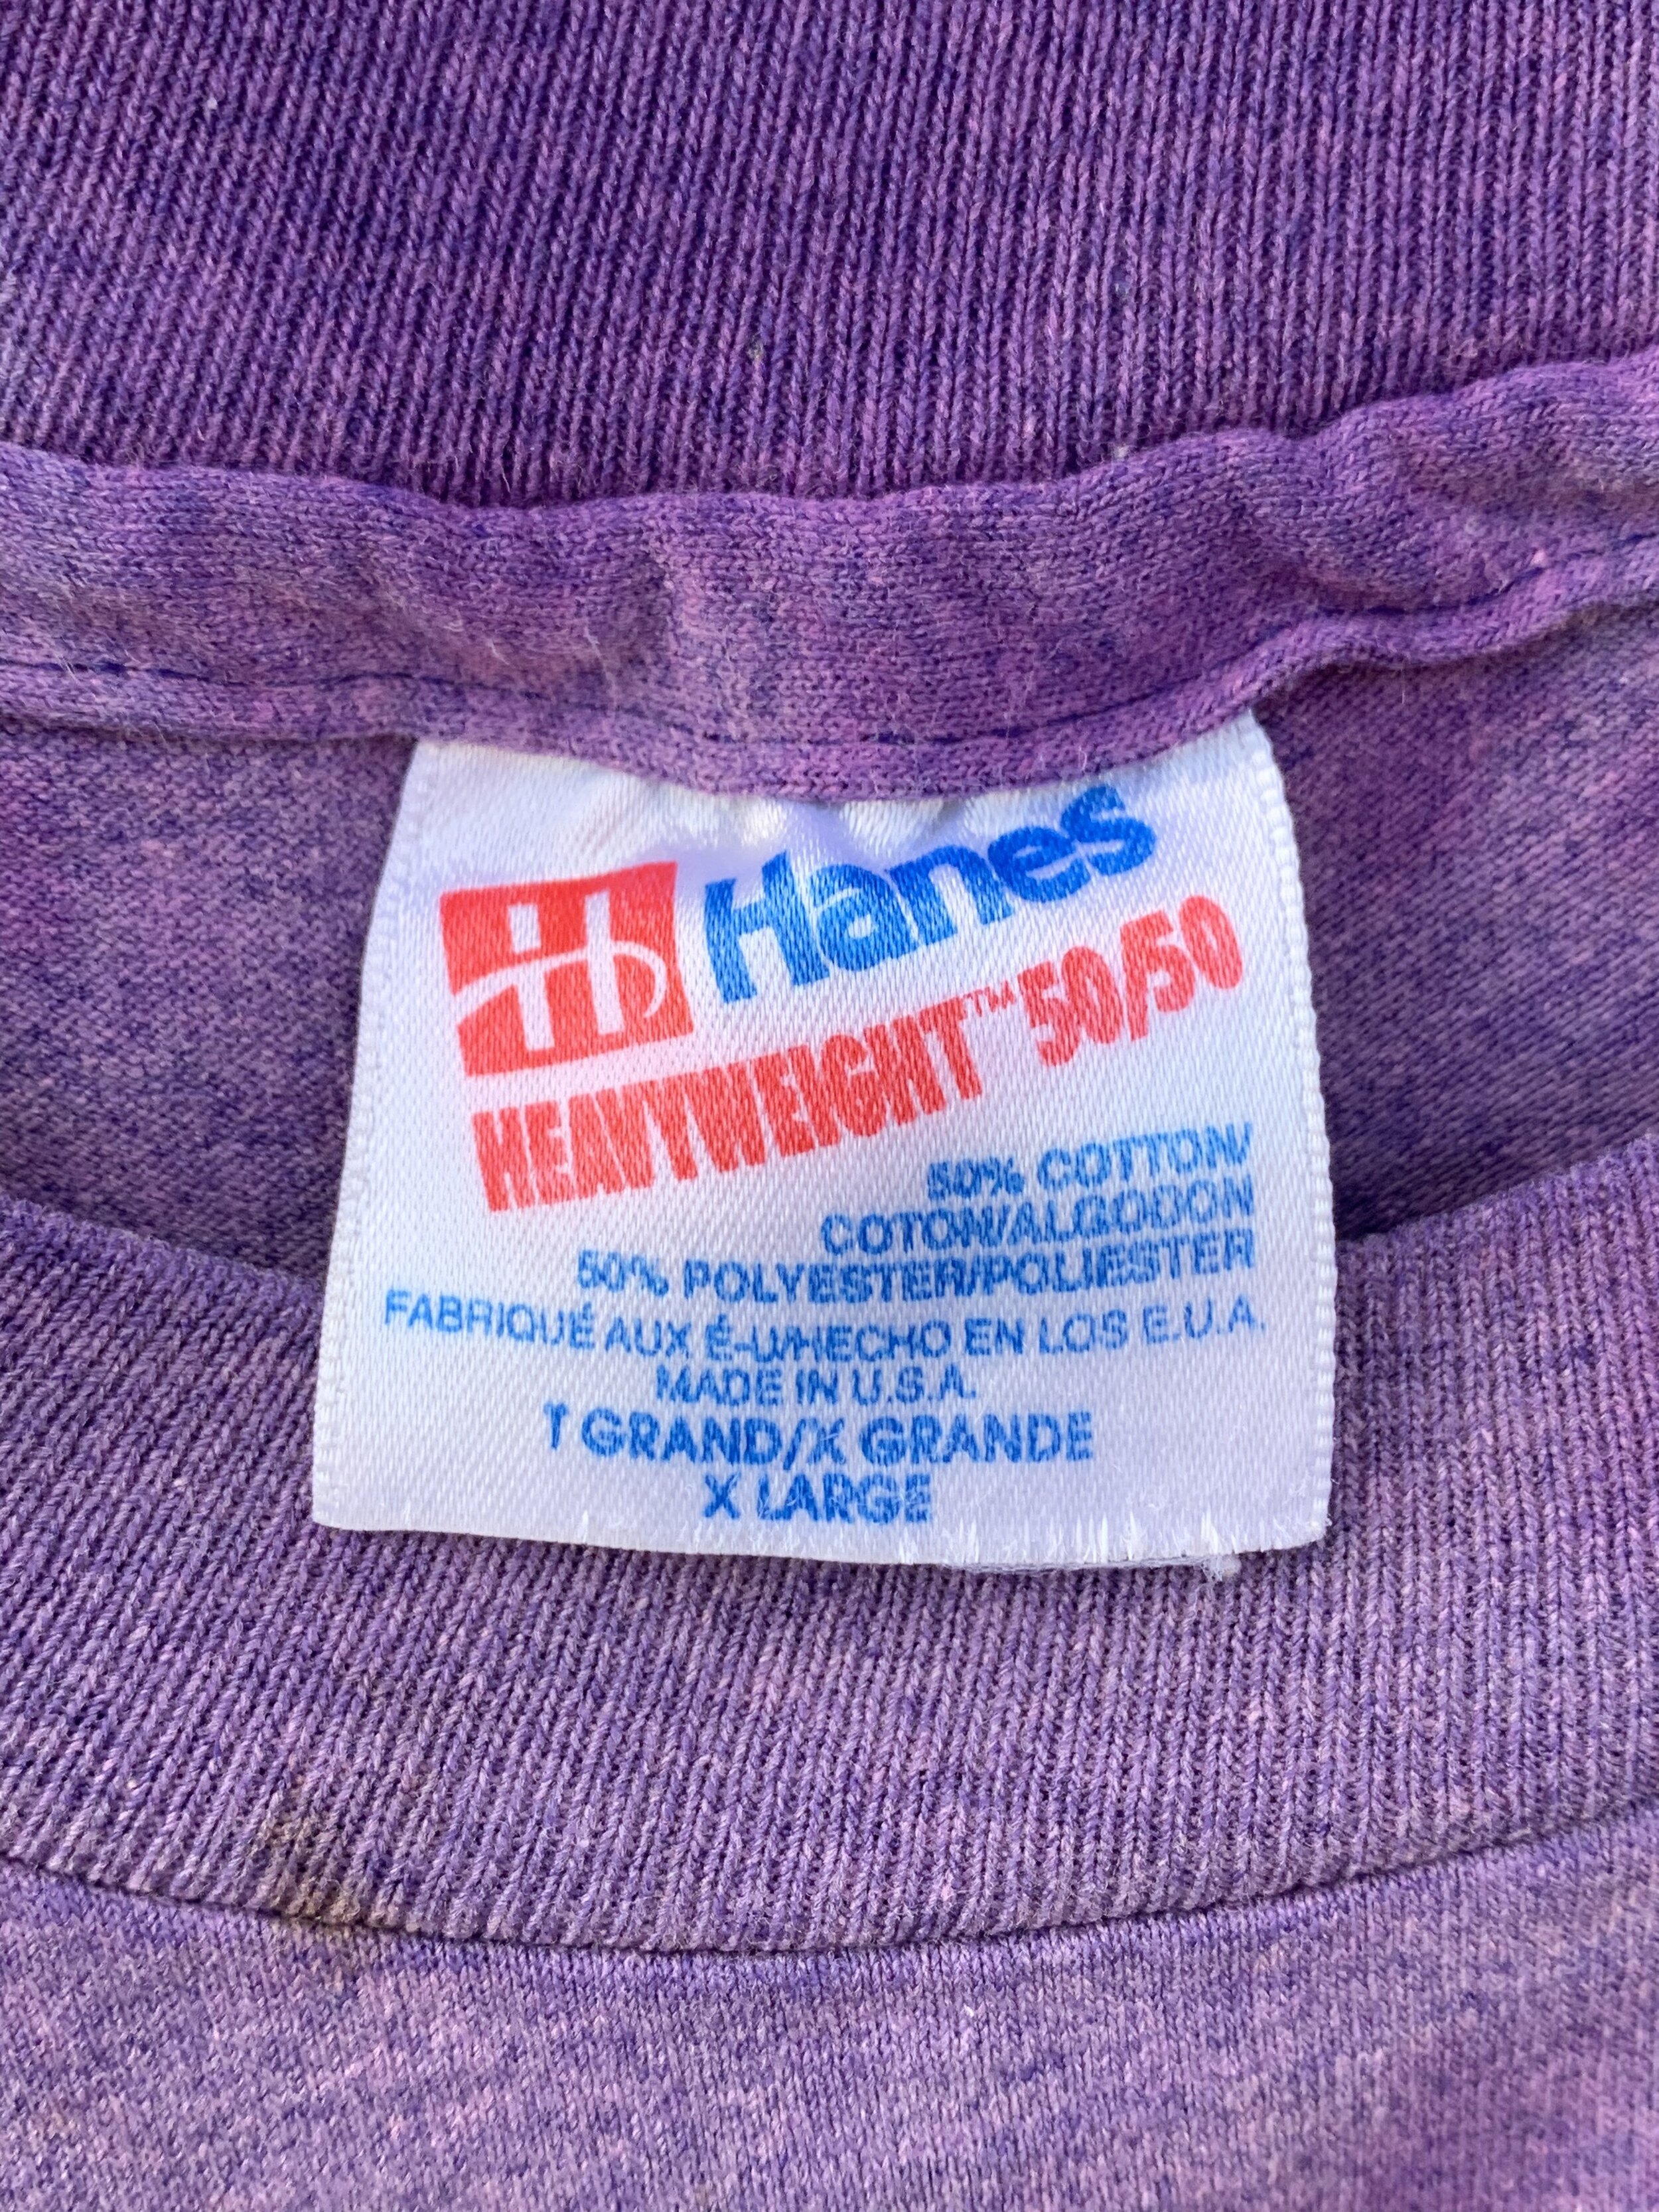 Hanes
HEAVYWEIGHT™ 50/50
50% COTTON/
COTON/ALGODON
50% POLYESTER/POLIESTER
FABRIQUÉ AUX É-U/HECHO EN LOS E.U.A.
MADE IN U.S.A.
T GRAND/X GRANDE
X LARGE